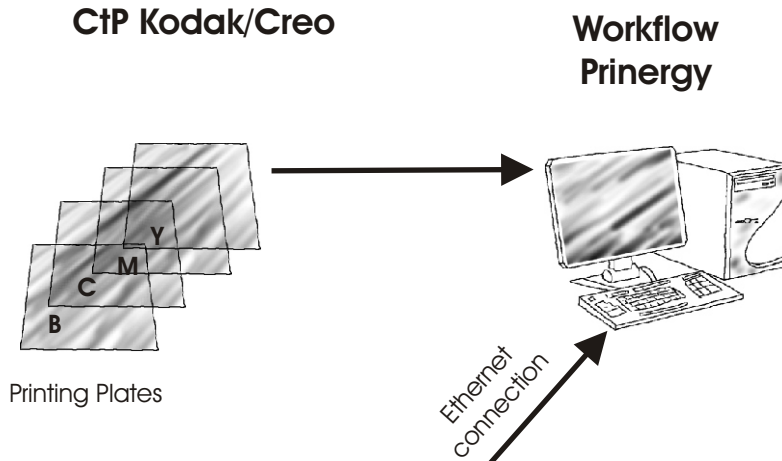 CtP Kodak/Creo
Workflow
Prinergy
Y
M
C
B
Printing Plates
Ethernet
connection